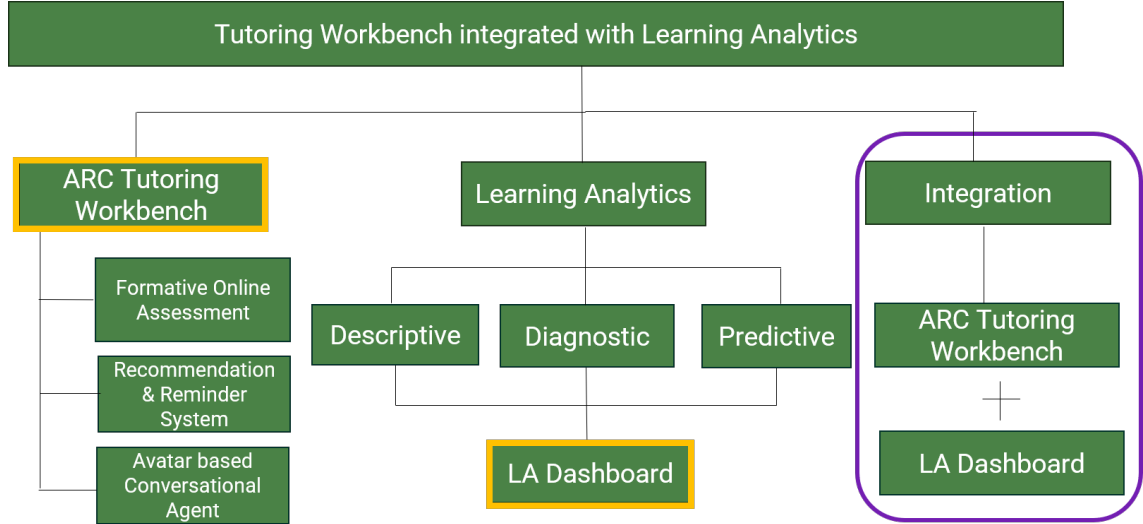 Tutoring Workbench integrated with Learning Analytics
ARC Tutoring
Workbench
Formative Online
Assessment
Recommendation
& Reminder
System
Avatar based
Conversational
Agent
Learning Analytics
Descriptive
Diagnostic
Predictive
LA Dashboard
Integration
ARC Tutoring
Workbench
LA Dashboard